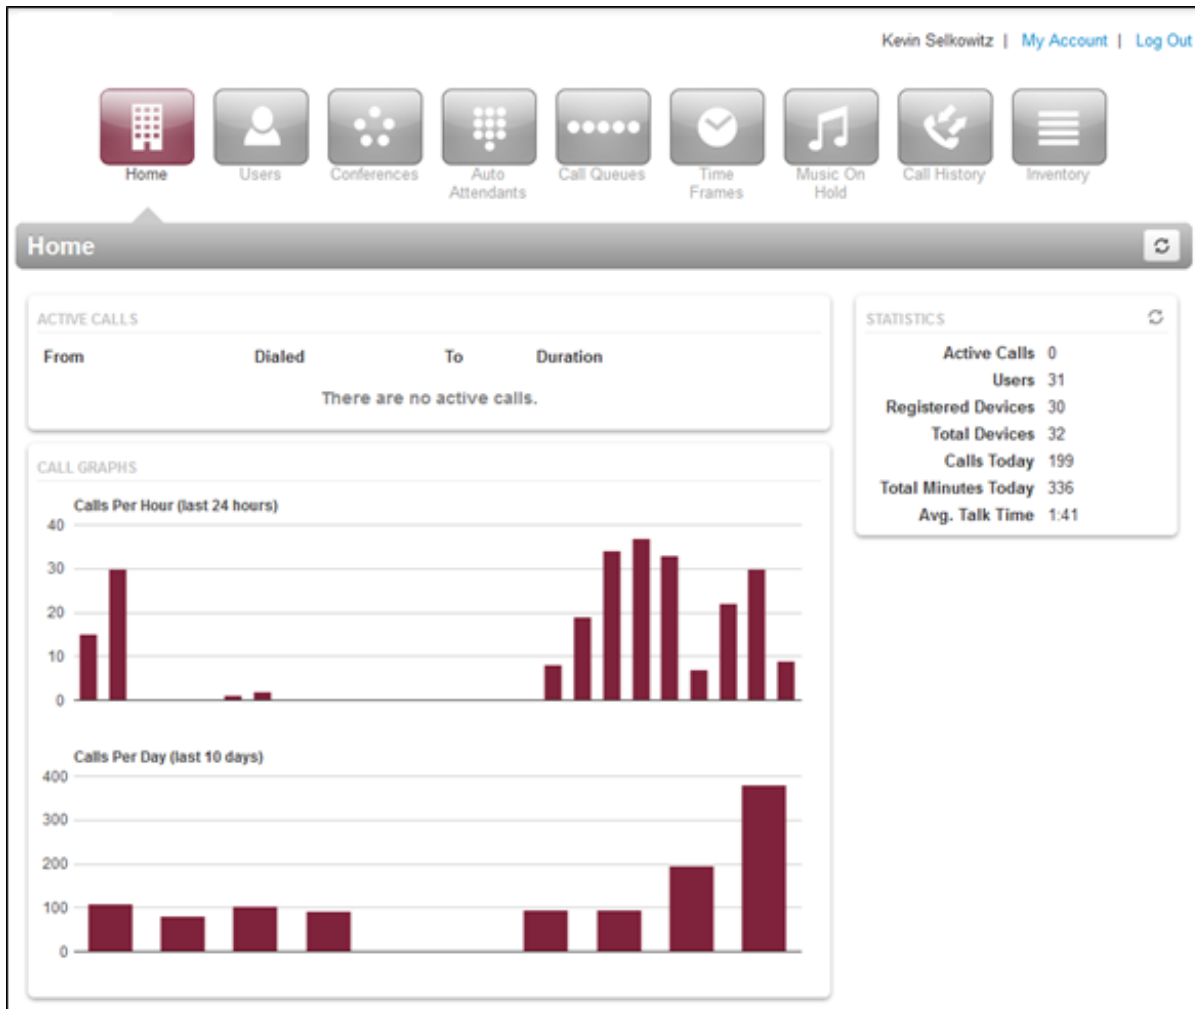 Kevin Selkowitz | My Account | Log Out
Home Users Conferences Auto Attendants Call Queues Time Frames Music On Hold Call History Inventory
Home
ACTIVE CALLS
From Dialed To Duration
There are no active calls.
STATISTICS
Active Calls 0
Users 31
Registered Devices 30
Total Devices 32
Calls Today 199
Total Minutes Today 336
Avg. Talk Time 1:41
CALL GRAPHS
Calls Per Hour (last 24 hours)
40
30
20
10
0
Calls Per Day (last 10 days)
400
300
200
100
0